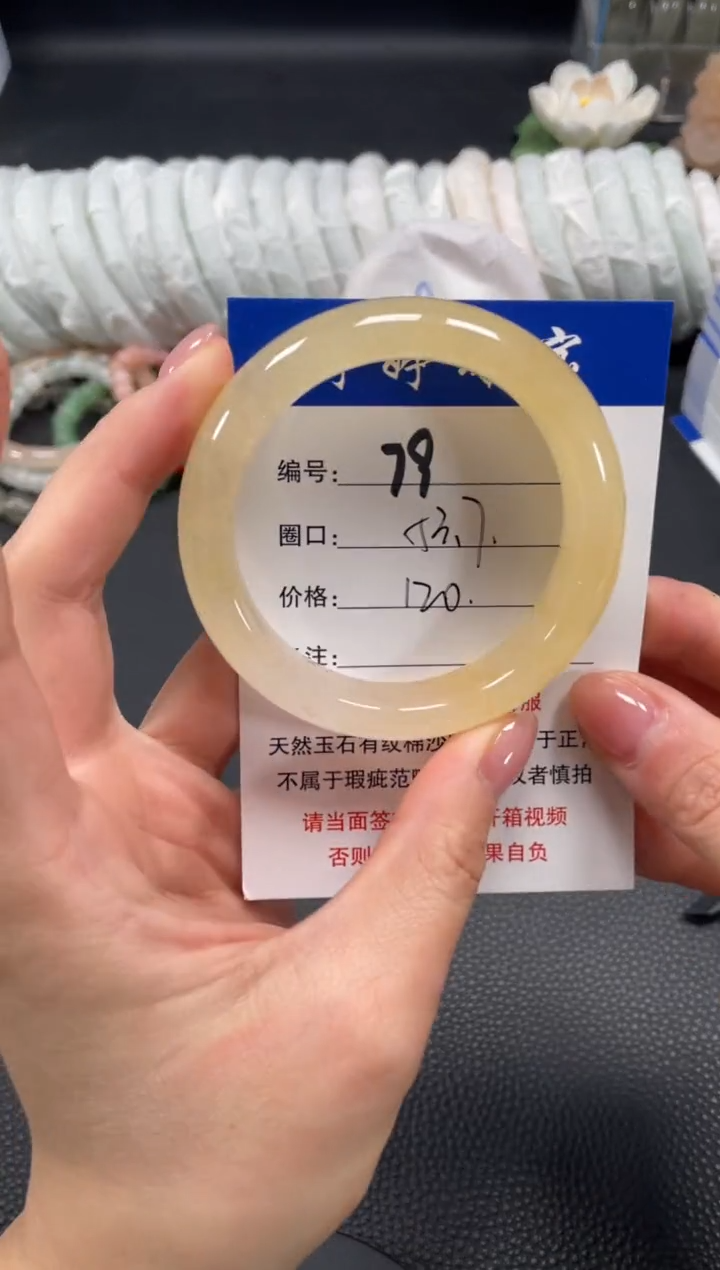 编号: 79
圈口: 53.7.
价格: 120.
注:
服
天然玉石有纹棉沙 于正
不属于瑕疵范 者慎拍
请当面签 箱视频
否则 果自负